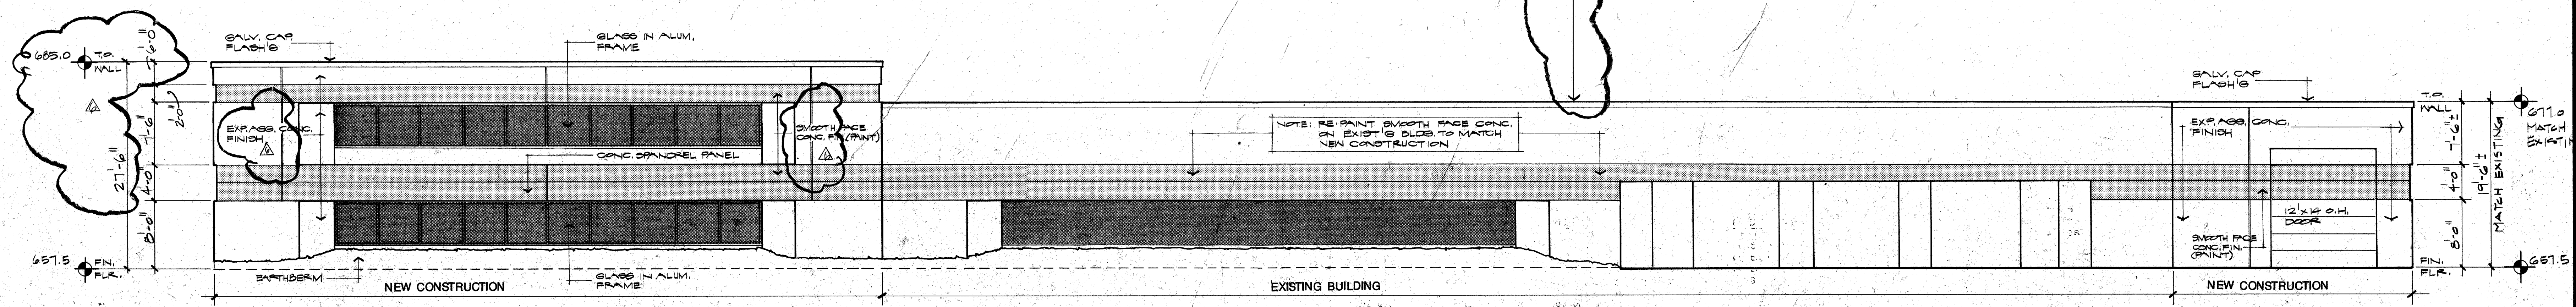 685.0
T.O.
WALL
6'-0"
2'-0"
7'-6"
27'-6"
4'-0"
8'-0"
657.5
FIN.
FLR.
GALV. CAP
FLASH'G
GLASS IN ALUM.
FRAME
EXP. AGG. CONC.
FINISH
SMOOTH FACE
CONC. FIN. (PAINT)
CONC. SPANDREL PANEL
EARTHBERM
GLASS IN ALUM.
FRAME
NEW CONSTRUCTION
NOTE: RE-PAINT SMOOTH FACE CONC.
ON EXIST'G BLDG. TO MATCH
NEW CONSTRUCTION
EXISTING BUILDING
GALV. CAP
FLASH'G
EXP. AGG. CONC.
FINISH
12'x14' O.H.
DOOR
SMOOTH FACE
CONC. FIN.
(PAINT)
NEW CONSTRUCTION
T.O.
WALL
7'-6"±
4'-0"
8'-0"
19'-6"±
MATCH EXISTING
677.0
MATCH
FIN.
FLR.
657.5